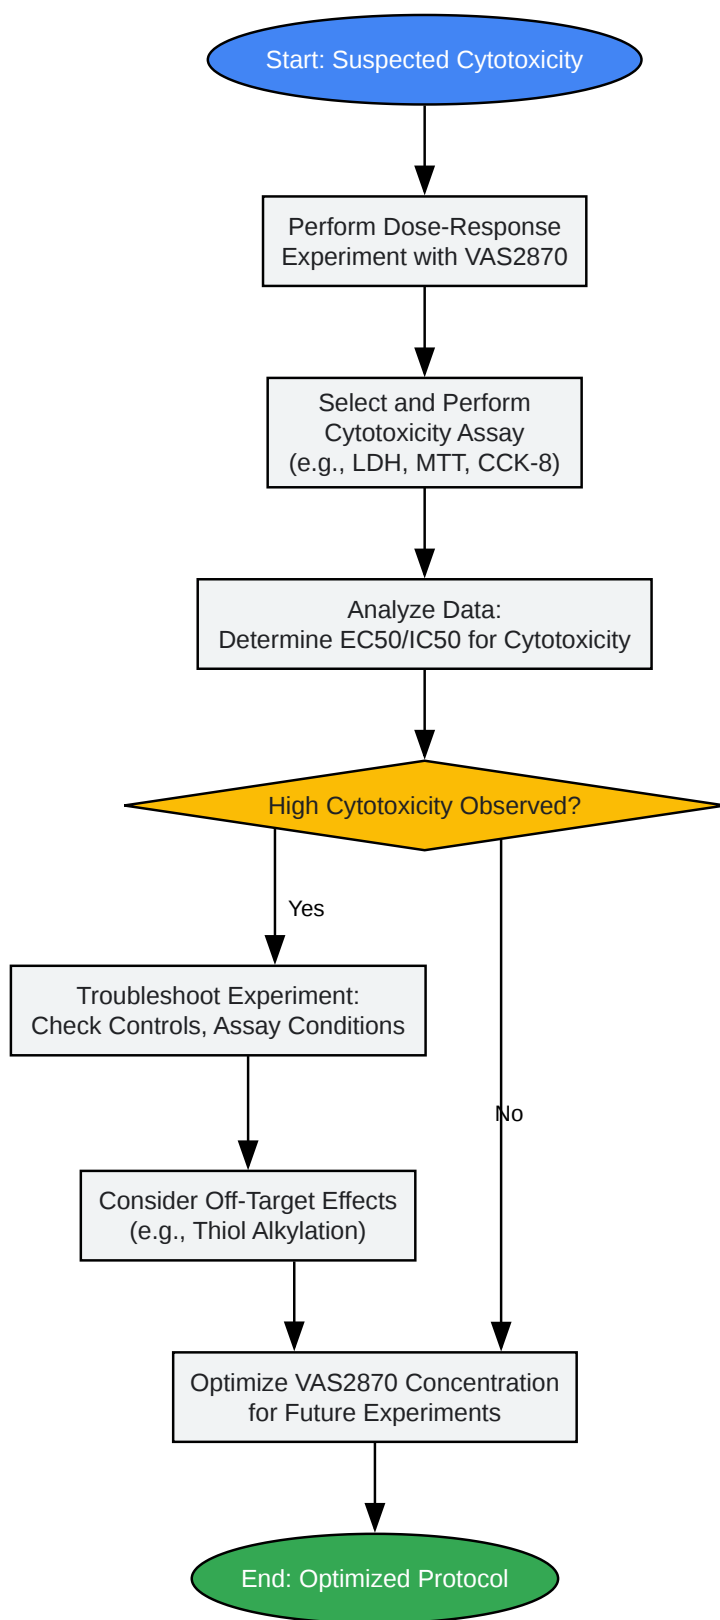 Start: Suspected Cytotoxicity
Perform Dose-Response
Experiment with VAS2870
Select and Perform
Cytotoxicity Assay
(e.g., LDH, MTT, CCK-8)
Analyze Data:
Determine EC50/IC50 for Cytotoxicity
High Cytotoxicity Observed?
Yes
Troubleshoot Experiment:
Check Controls, Assay Conditions
No
Consider Off-Target Effects
(e.g., Thiol Alkylation)
Optimize VAS2870 Concentration
for Future Experiments
End: Optimized Protocol